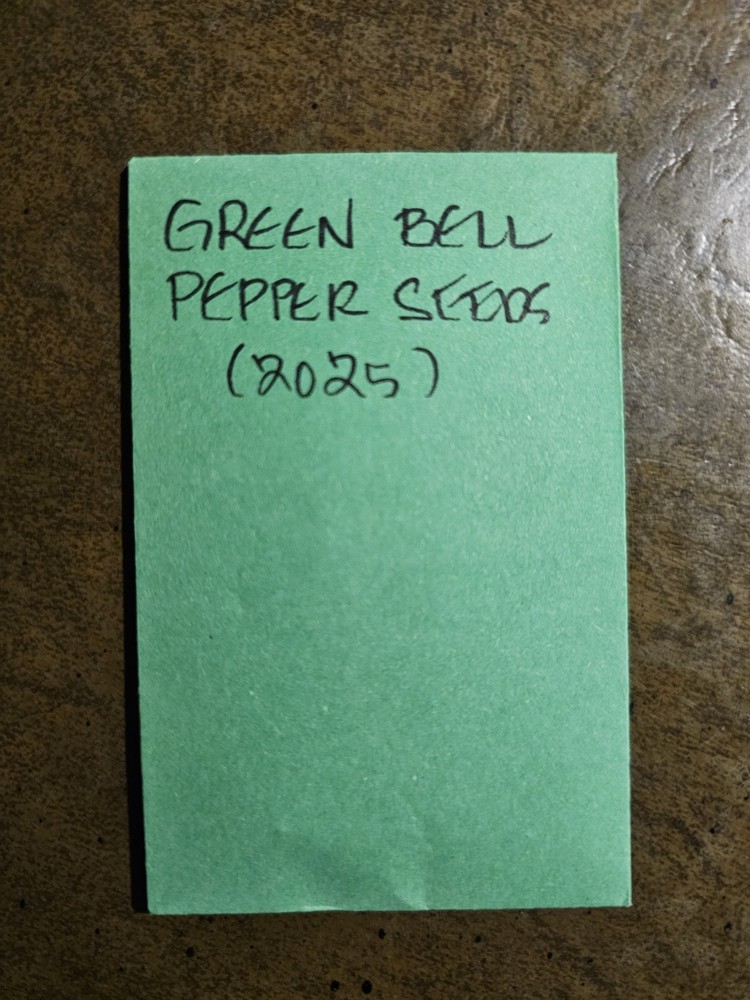 GREEN BELL
PEPPER SEEDS
(2025)